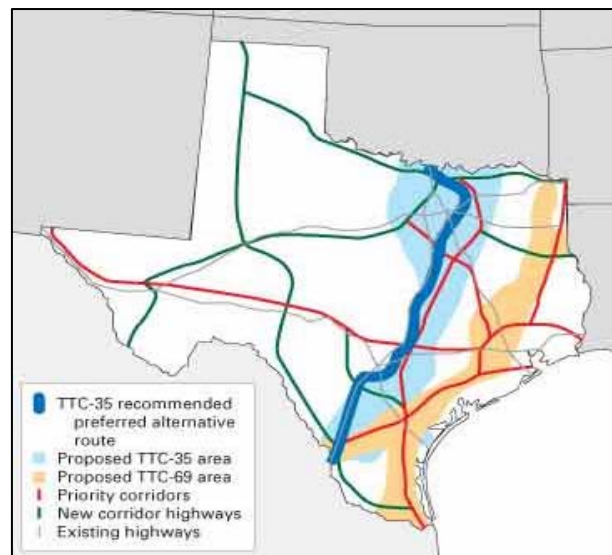 TTC-35 recommended
preferred alternative
route
Proposed TTC-35 area
Proposed TTC-69 area
Priority corridors
New corridor highways
Existing highways